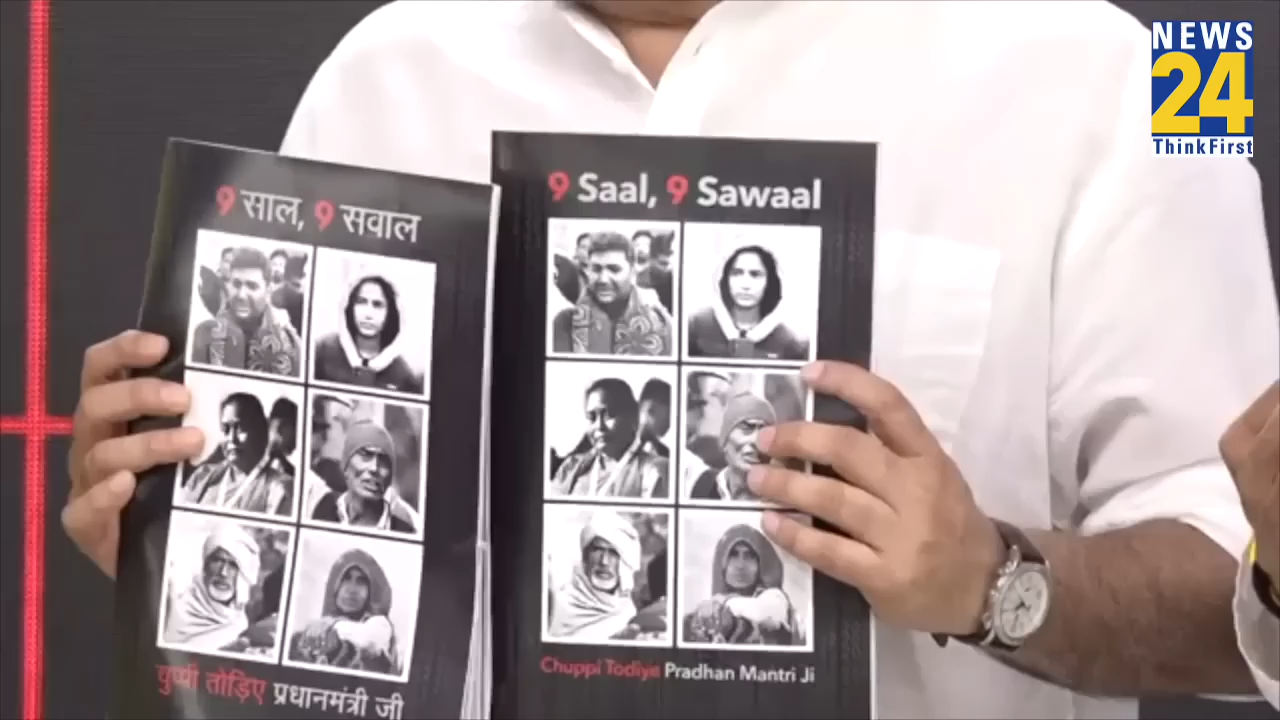 NEWS
24
ThinkFirst
9 साल, 9 सवाल
चुप्पी तोड़िए प्रधानमंत्री जी
9 Saal, 9 Sawaal
Chuppi Todiye Pradhan Mantri Ji